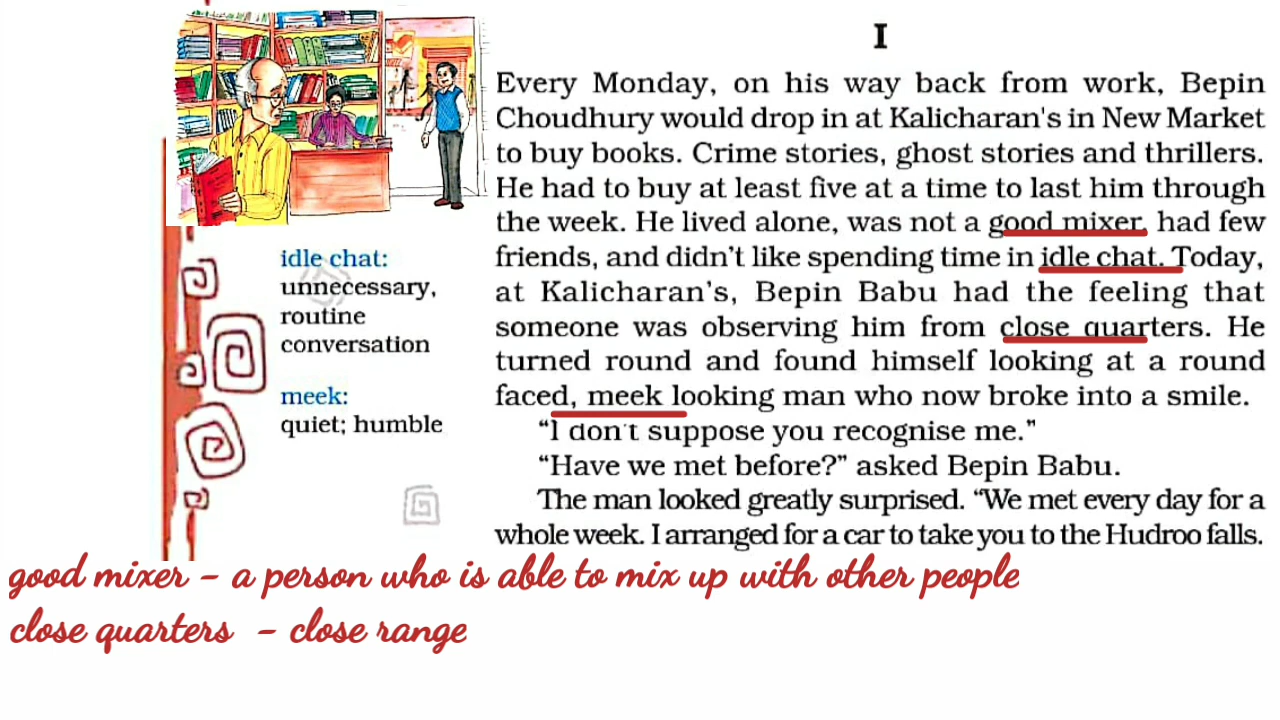 I
Every Monday, on his way back from work, Bepin
Choudhury would drop in at Kalicharan's in New Market
to buy books. Crime stories, ghost stories and thrillers.
He had to buy at least five at a time to last him through
the week. He lived alone, was not a good mixer, had few
friends, and didn't like spending time in idle chat. Today,
at Kalicharan's, Bepin Babu had the feeling that
someone was observing him from close quarters. He
turned round and found himself looking at a round
faced, meek looking man who now broke into a smile.
“I don't suppose you recognise me.”
“Have we met before?” asked Bepin Babu.
The man looked greatly surprised. “We met every day for a
whole week. I arranged for a car to take you to the Hudroo falls.
idle chat:
unnecessary,
routine
conversation
meek:
quiet; humble
good mixer - a person who is able to mix up with other people
close quarters - close range